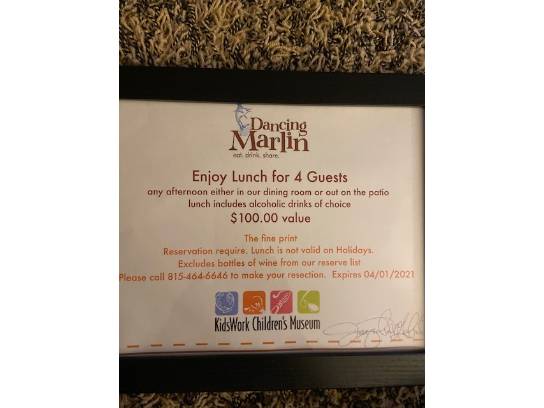 Dancing
Marlin
eat. drink. share.
Enjoy Lunch for 4 Guests
any afternoon either in our dining room or out on the patio
lunch includes alcoholic drinks of choice
$100.00 value
The fine print
Reservation require. Lunch is not valid on Holidays.
Excludes bottles of wine from our reserve list
Please call 815-464-6646 to make your resection. Expires 04/01/2021
KidsWork Children's Museum